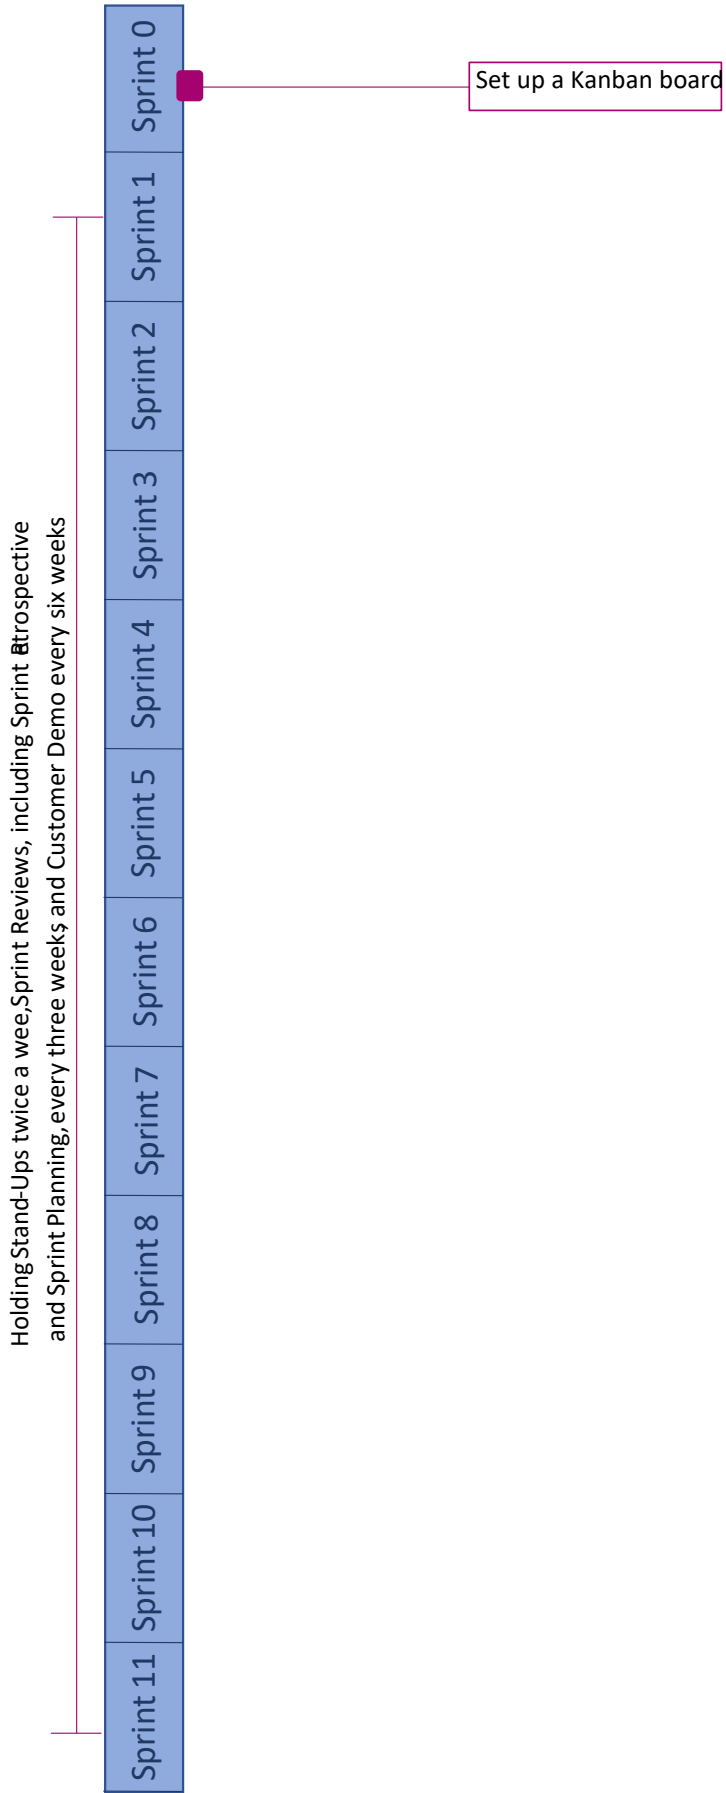 Sprint 0
Set up a Kanban board
Sprint 1
Sprint 2
Sprint 3
Sprint 4
Sprint 5
Sprint 6
Sprint 7
Sprint 8
Sprint 9
Sprint 10
Sprint 11
Holding Stand-Ups twice a wee,Sprint Reviews, including Sprint Retrospective
and Sprint Planning, every three weeks, and Customer Demo every six weeks